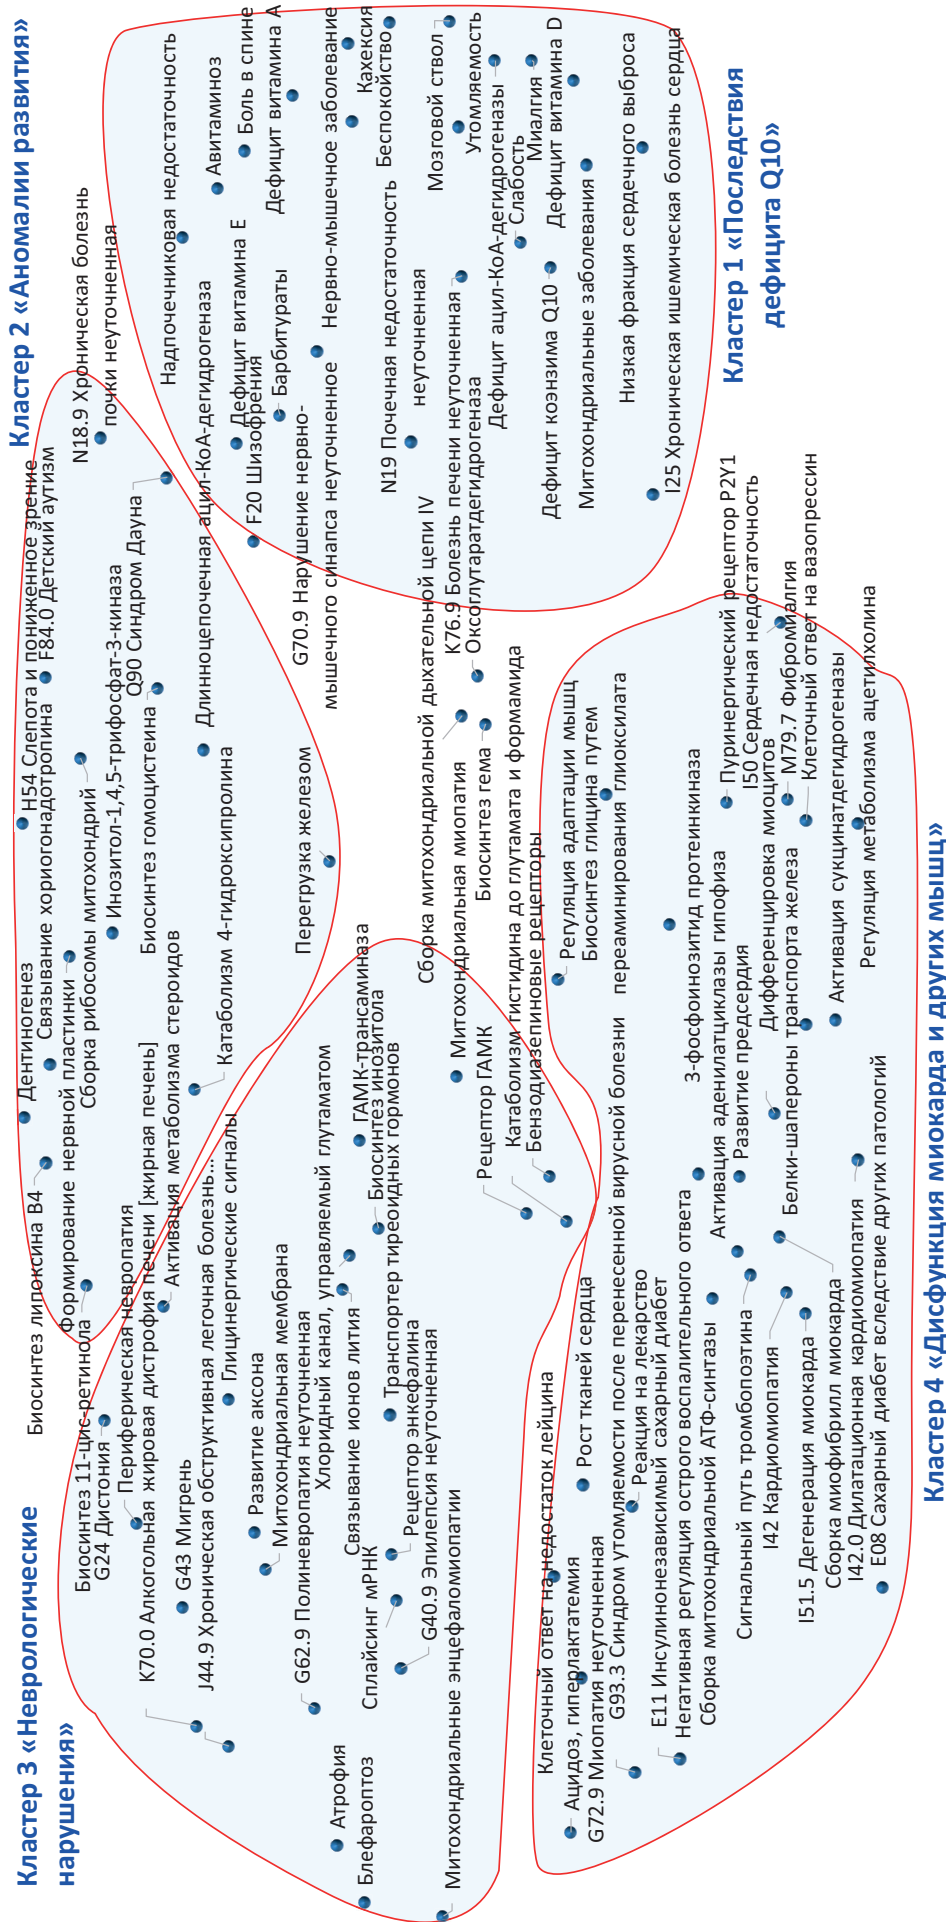 Кластер 3 «Неврологические
нарушения»
Кластер 2 «Аномалии развития»
Биосинтез липоксина B4
Дентиногенез
H54 Слепота и пониженное зрение
Связывание хориогонадотропина
F84.0 Детский аутизм
Формирование нервной пластинки
Сборка рибосомы митохондрий
Инозитол-1,4,5-трифосфат-3-киназа
Q90 Синдром Дауна
Биосинтез гомоцистеина
N18.9 Хроническая болезнь
почки неуточненная
Биосинтез 11-цис-ретинола
G24 Дистония
Периферическая невропатия
K70.0 Алкогольная жировая дистрофия печени [жирная печень]
Активация метаболизма стероидов
G43 Мигрень
J44.9 Хроническая обструктивная легочная болезнь...
Глицинергические сигналы
Катаболизм 4-гидроксипролина
Длинноцепочечная ацил-КоА-дегидрогеназа
Перегрузка железом
Развитие аксона
Митохондриальная мембрана
G62.9 Полиневропатия неуточненная
Хлоридный канал, управляемый глутаматом
Связывание ионов лития
ГАМК-трансаминаза
Биосинтез инозитола
Транспортер тиреоидных гормонов
Сплайсинг мРНК
Рецептор энкефалина
G40.9 Эпилепсия неуточненная
Атрофия
Блефароптоз
Митохондриальные энцефаломиопатии
Надпочечниковая недостаточность
Авитаминоз
Дефицит витамина E
Боль в спине
F20 Шизофрения
Барбитураты
Дефицит витамина A
G70.9 Нарушение нервно-
мышечного синапса неуточненное
Нервно-мышечное заболевание
Кахексия
Беспокойство
N19 Почечная недостаточность
неуточненная
Мозговой ствол
Утомляемость
Сборка митохондриальной дыхательной цепи IV
K76.9 Болезнь печени неуточненная
Оксоглутаратдегидрогеназа
Дефицит ацил-КоА-дегидрогеназы
Слабость
Миалгия
Дефицит коэнзима Q10
Дефицит витамина D
Митохондриальные заболевания
Низкая фракция сердечного выброса
I25 Хроническая ишемическая болезнь сердца
Кластер 1 «Последствия
дефицита Q10»
Митохондриальная миопатия
Биосинтез гема
Рецептор ГАМК
Катаболизм гистидина до глутамата и формамида
Бензодиазепиновые рецепторы
Клеточный ответ на недостаток лейцина
Регуляция адаптации мышц
Ацидоз, гиперлактатемия
Рост тканей сердца
Биосинтез глицина путем
переаминирования глиоксилата
G72.9 Миопатия неуточненная
G93.3 Синдром утомляемости после перенесенной вирусной болезни
Реакция на лекарство
E11 Инсулинонезависимый сахарный диабет
Негативная регуляция острого воспалительного ответа
3-фосфоинозитид протеинкиназа
Сборка митохондриальной АТФ-синтазы
Активация аденилатциклазы гипофиза
Пуринергический рецептор P2Y1
Сигнальный путь тромбопоэтина
Развитие предсердия
I50 Сердечная недостаточность
I42 Кардиомиопатия
Дифференцировка миоцитов
M79.7 Фибромиалгия
Белки-шапероны транспорта железа
Клеточный ответ на вазопрессин
I51.5 Дегенерация миокарда
Сборка миофибрилл миокарда
Активация сукцинатдегидрогеназы
I42.0 Дилатационная кардиомиопатия
Регуляция метаболизма ацетилхолина
E08 Сахарный диабет вследствие других патологий
Кластер 4 «Дисфункция миокарда и других мышц»